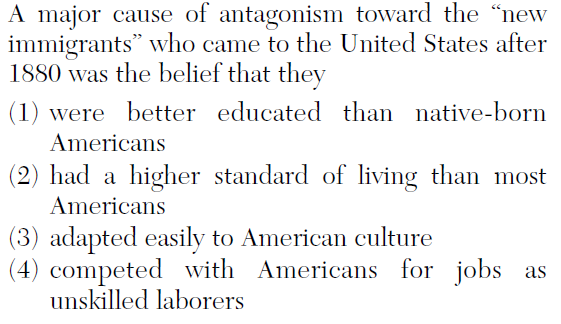 A major cause of antagonism toward the “new
immigrants” who came to the United States after
1880 was the belief that they
(1) were better educated than native-born
Americans
(2) had a higher standard of living than most
Americans
(3) adapted easily to American culture
(4) competed with Americans for jobs as
unskilled laborers